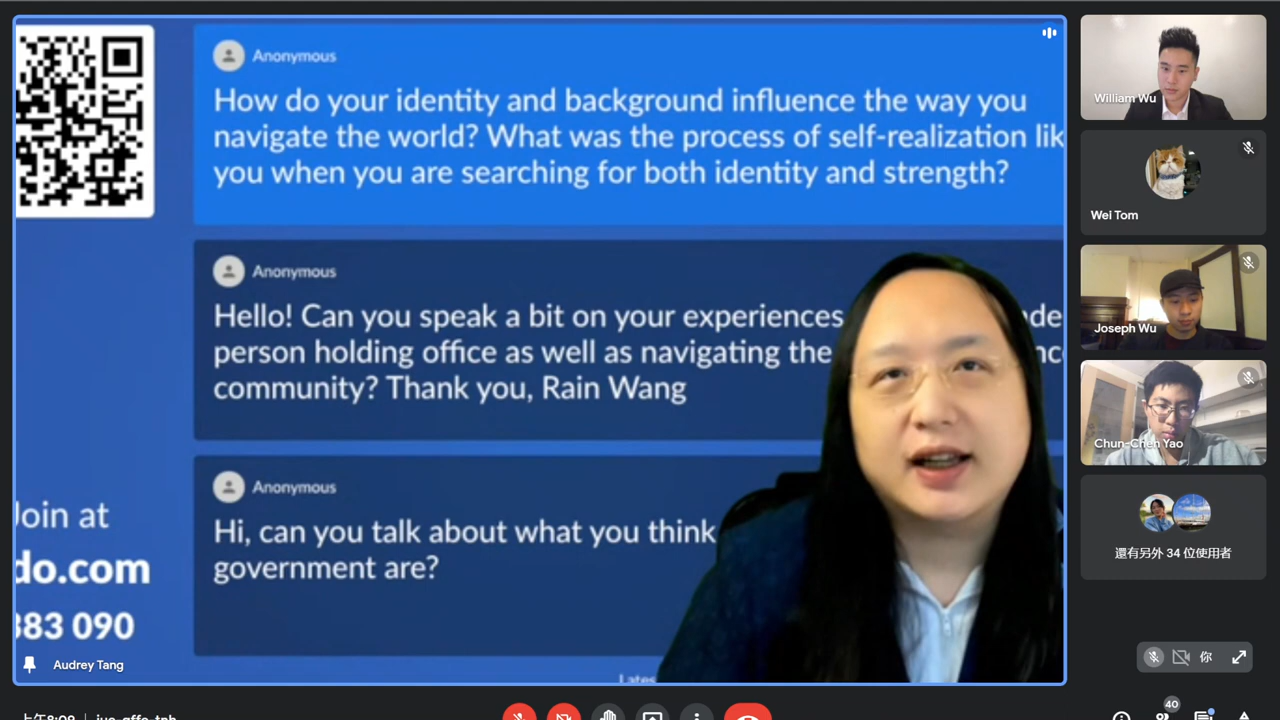 Anonymous
How do your identity and background influence the way you
navigate the world? What was the process of self-realization
you when you are searching for both identity and strength?
Anonymous
Hello! Can you speak a bit on your experiences
person holding office as well as navigating the
community? Thank you, Rain Wang
Anonymous
Hi, can you talk about what you think
government are?
Join at
do.com
383 090
Audrey Tang
William Wu
Wei Tom
Joseph Wu
Chun-Chen Yao
還有另外 34 位使用者
你
40